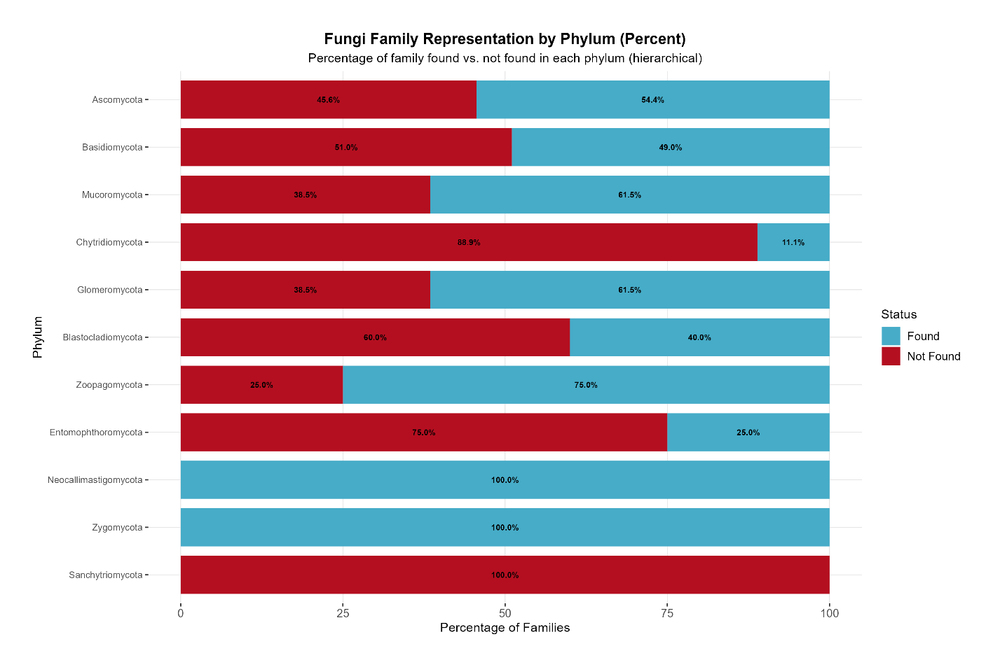 Fungi Family Representation by Phylum (Percent)
Percentage of family found vs. not found in each phylum (hierarchical)
Phylum
Ascomycota 45.6% 54.4%
Basidiomycota 51.0% 49.0%
Mucoromycota 38.5% 61.5%
Chytridiomycota 88.9% 11.1%
Glomeromycota 38.5% 61.5%
Blastocladiomycota 60.0% 40.0%
Zoopagomycota 25.0% 75.0%
Entomophthoromycota 75.0% 25.0%
Neocallimastigomycota 100.0%
Zygomycota 100.0%
Sanchytriomycota 100.0%
0 25 50 75 100
Percentage of Families
Status
Found
Not Found